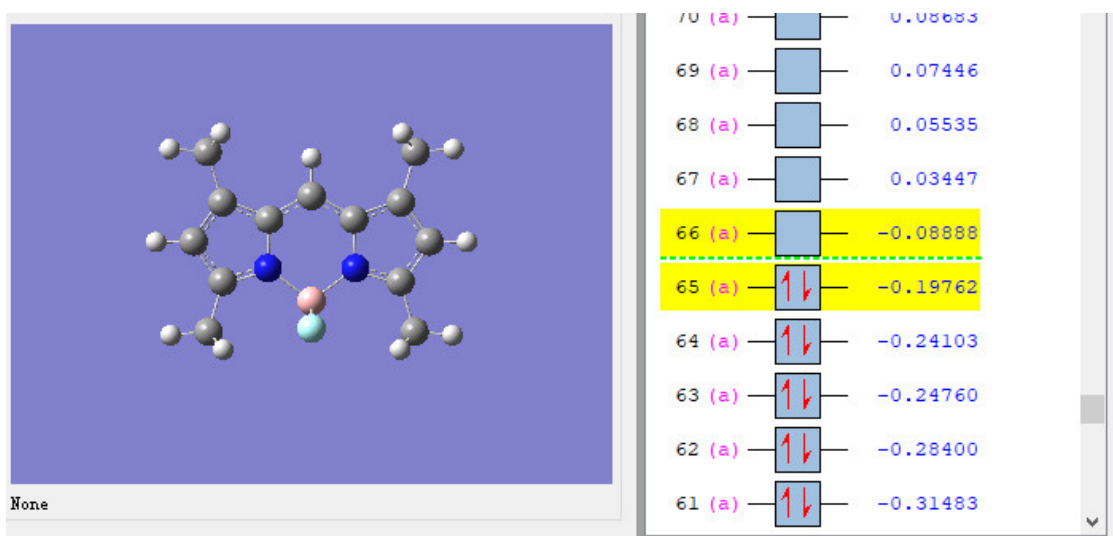 70 (a) 0.08683
69 (a) 0.07446
68 (a) 0.05535
67 (a) 0.03447
66 (a) -0.08888
65 (a) -0.19762
64 (a) -0.24103
63 (a) -0.24760
62 (a) -0.28400
61 (a) -0.31483
None